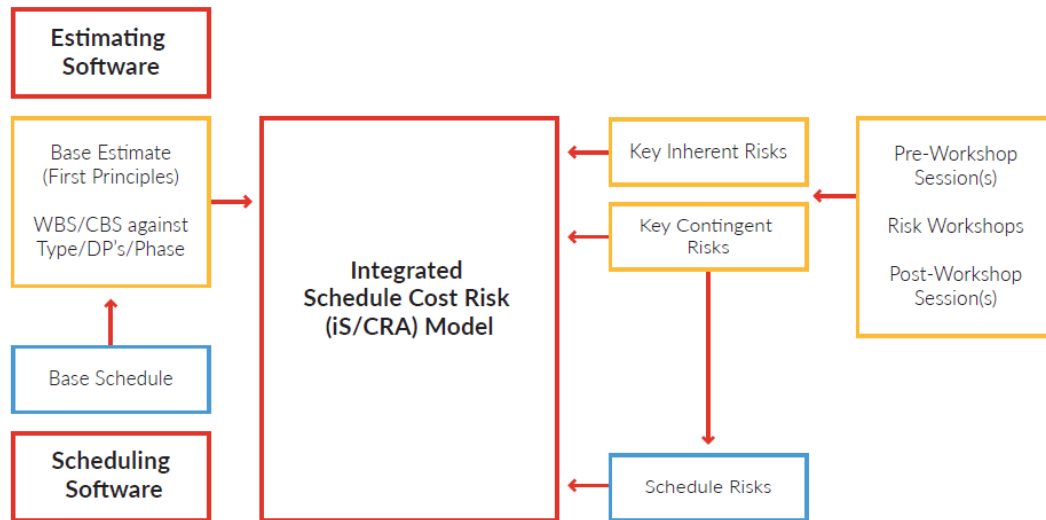 Estimating
Software
Base Estimate
(First Principles)
WBS/CBS against
Type/DP's/Phase
Base Schedule
Scheduling
Software
Integrated
Schedule Cost Risk
(iS/CRA) Model
Key Inherent Risks
Key Contingent
Risks
Schedule Risks
Pre-Workshop
Session(s)
Risk Workshops
Post-Workshop
Session(s)